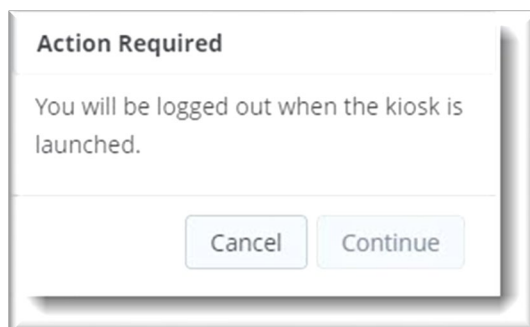 Action Required
You will be logged out when the kiosk is
launched.
Cancel Continue